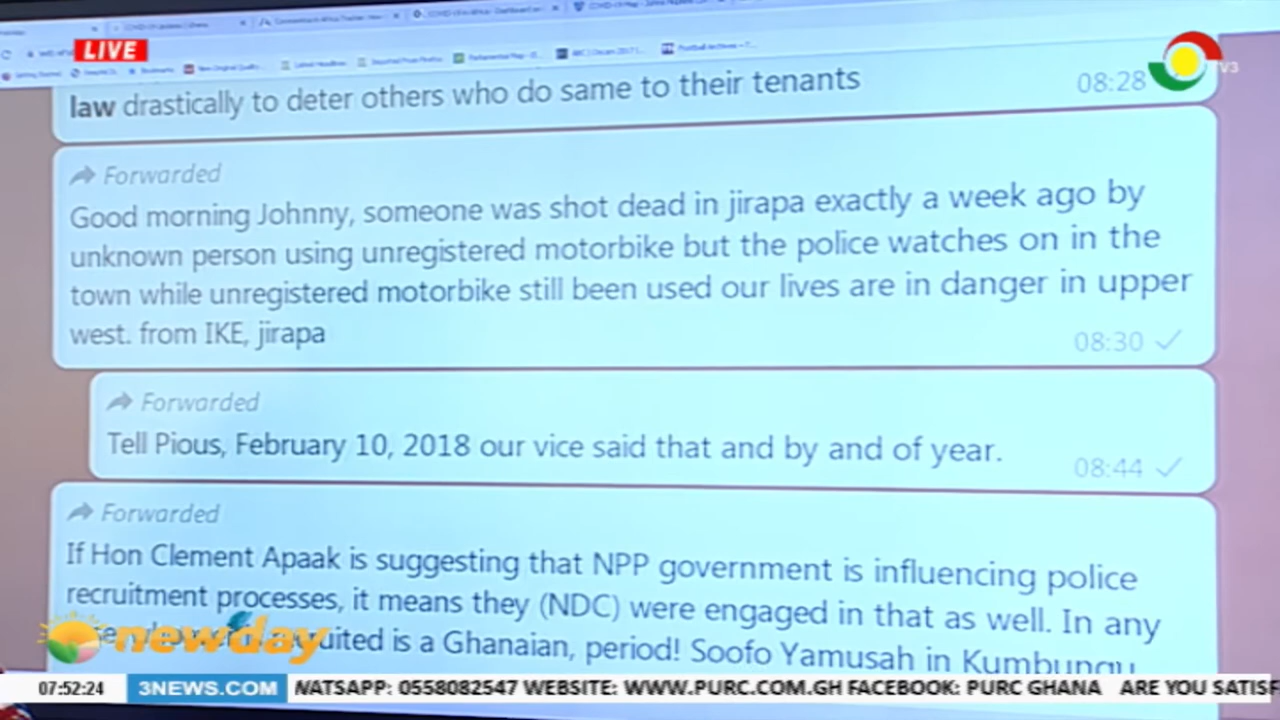 LIVE
V3
law drastically to deter others who do same to their tenants
08:28
Forwarded
Good morning Johnny, someone was shot dead in jirapa exactly a week ago by
unknown person using unregistered motorbike but the police watches on in the
town while unregistered motorbike still been used our lives are in danger in upper
west. from IKE, jirapa
08:30
Forwarded
Tell Pious, February 10, 2018 our vice said that and by and of year.
08:44
Forwarded
If Hon Clement Apaak is suggesting that NPP government is influencing police
recruitment processes, it means they (NDC) were engaged in that as well. In any
is a Ghanaian, period! Soofo Yamusah in Kumbungu
newday
07:52:24 3NEWS.COM WATSAPP: 0558082547 WEBSITE: WWW.PURC.COM.GH FACEBOOK: PURC GHANA ARE YOU SATISF